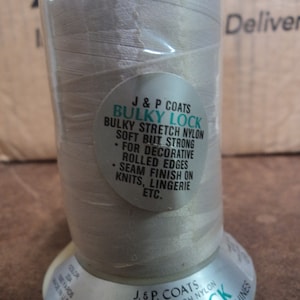 Deliver
J & P COATS
BULKY LOCK
BULKY STRETCH NYLON
SOFT BUT STRONG
• FOR DECORATIVE
ROLLED EDGES
• SEAM FINISH ON
KNITS, LINGERIE
ETC.
J. & P. COATS
NYLON